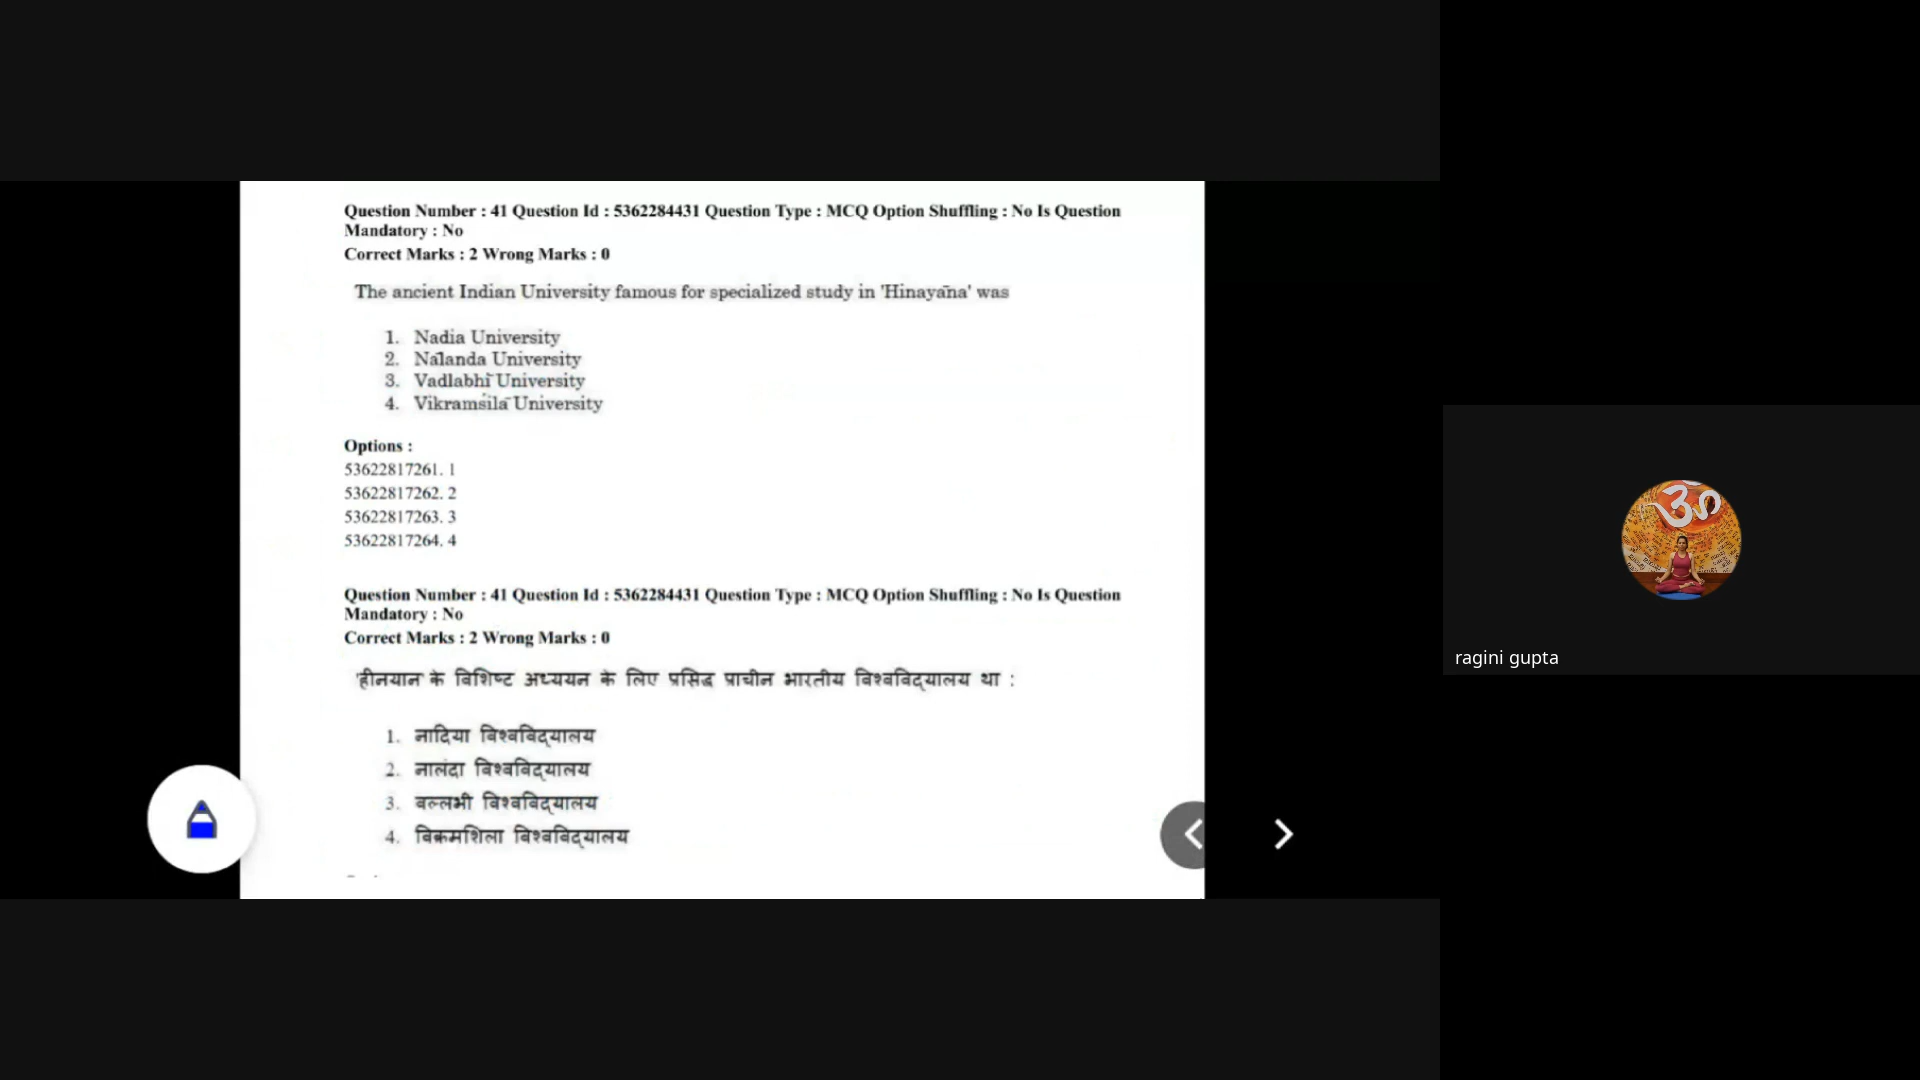 Question Number : 41 Question Id : 5362284431 Question Type : MCQ Option Shuffling : No Is Question
Mandatory : No
Correct Marks : 2 Wrong Marks : 0
The ancient Indian University famous for specialized study in 'Hinayāna' was
1. Nadia University
2. Nālanda University
3. Vadlabhī University
4. Vikramśilā University
Options :
53622817261. 1
53622817262. 2
53622817263. 3
53622817264. 4
Question Number : 41 Question Id : 5362284431 Question Type : MCQ Option Shuffling : No Is Question
Mandatory : No
Correct Marks : 2 Wrong Marks : 0
'हीनयान' के विशिष्ट अध्ययन के लिए प्रसिद्ध प्राचीन भारतीय विश्वविद्यालय था :
1. नादिया विश्वविद्यालय
2. नालंदा विश्वविद्यालय
3. वल्लभी विश्वविद्यालय
4. विक्रमशिला विश्वविद्यालय
ragini gupta